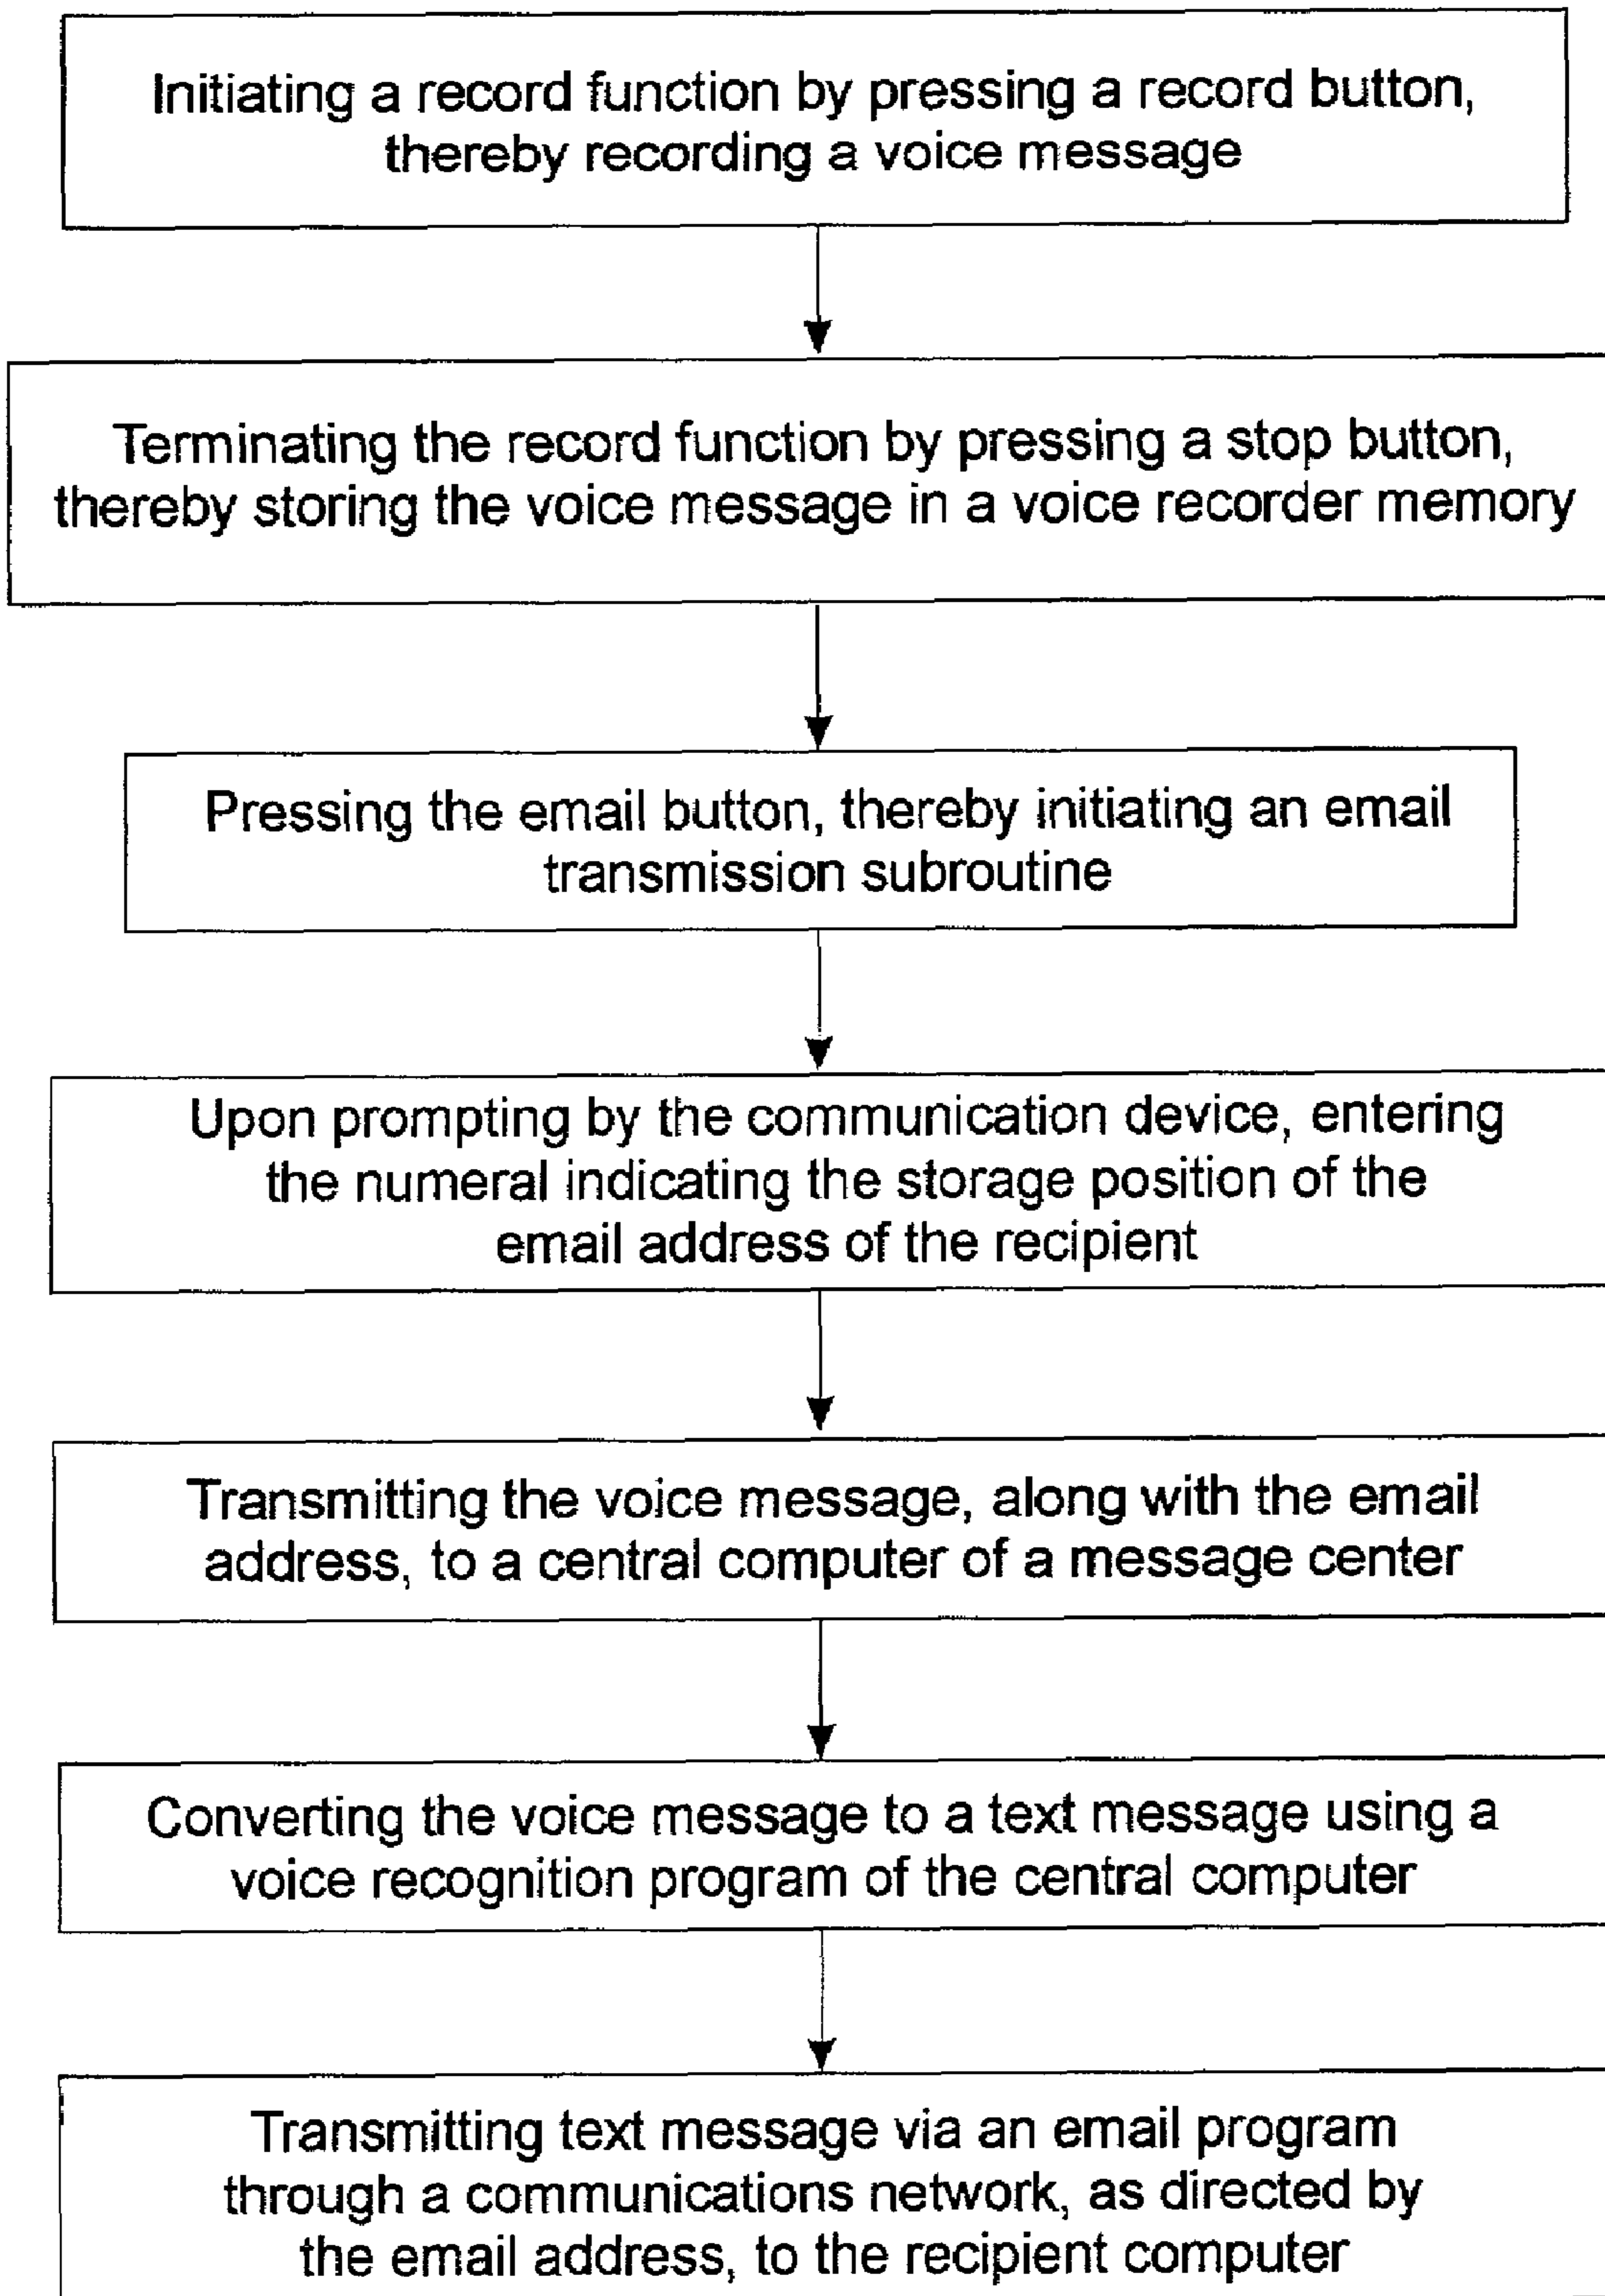 Initiating a record function by pressing a record button,
thereby recording a voice message
Terminating the record function by pressing a stop button,
thereby storing the voice message in a voice recorder memory
Pressing the email button, thereby initiating an email
transmission subroutine
Upon prompting by the communication device, entering
the numeral indicating the storage position of the
email address of the recipient
Transmitting the voice message, along with the email
address, to a central computer of a message center
Converting the voice message to a text message using a
voice recognition program of the central computer
Transmitting text message via an email program
through a communications network, as directed by
the email address, to the recipient computer